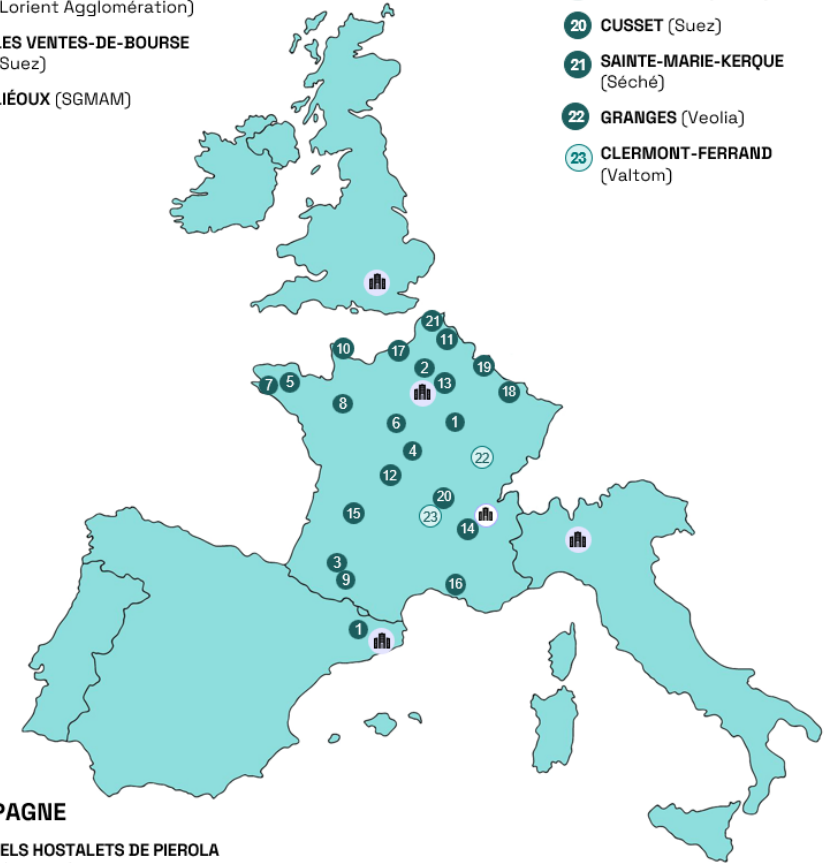 Lorient Agglomération)
LES VENTES-DE-BOURSE
Suez)
LIÉOUX (SGMAM)
20 CUSSET (Suez)
21 SAINTE-MARIE-KERQUE
(Séché)
22 GRANGES (Veolia)
23 CLERMONT-FERRAND
(Valtom)
21
11
10
17
2
19
13
7
5
18
8
6
1
4
22
12
20
15
23
14
3
9
16
1
PAGNE
ELS HOSTALETS DE PIEROLA